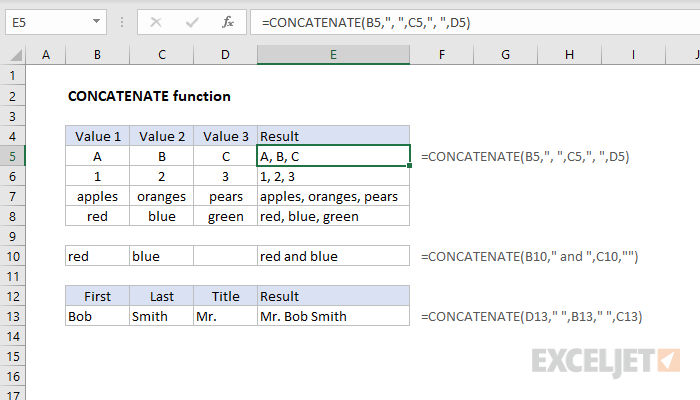 E5 fx =CONCATENATE(B5,", ",C5,", ",D5)
A B C D E F G H I J
1
2 CONCATENATE function
3
4 Value 1 Value 2 Value 3 Result
5 A B C A, B, C =CONCATENATE(B5,", ",C5,", ",D5)
6 1 2 3 1, 2, 3
7 apples oranges pears apples, oranges, pears
8 red blue green red, blue, green
9
10 red blue red and blue =CONCATENATE(B10," and ",C10,"")
11
12 First Last Title Result
13 Bob Smith Mr. Mr. Bob Smith =CONCATENATE(D13," ",B13," ",C13)
14
15
16 EXCELJET
17